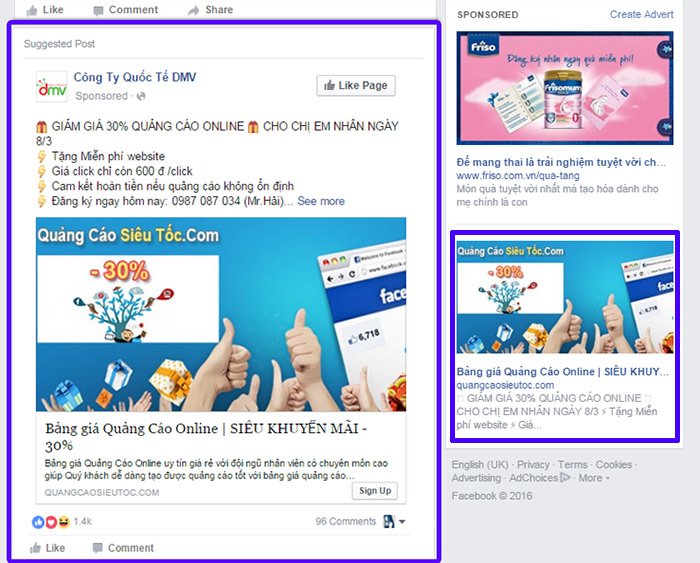 Like Comment Share
Suggested Post
dmv
Công Ty Quốc Tế DMV
Sponsored ·
Like Page
🎁 GIẢM GIÁ 30% QUẢNG CÁO ONLINE 🎁 CHO CHỊ EM NHÂN NGÀY
8/3
⚡ Tặng Miễn phí website
⚡ Giá click chỉ còn 600 đ /click
⚡ Cam kết hoàn tiền nếu quảng cáo không ổn định
⚡ Đăng ký ngay hôm nay: 0987 087 034 (Mr.Hải)... See more
Quảng Cáo Siêu Tốc.Com
- 30%
facebook
6,718
Bảng giá Quảng Cáo Online | SIÊU KHUYẾN MÃI -
30%
Bảng giá Quảng Cáo Online uy tín giá rẻ với đội ngũ nhân viên có chuyên môn cao
giúp Quý khách dễ dàng tạo được quảng cáo tốt với bảng giá quảng cáo...
QUANGCAOSIEUTOC.COM
Sign Up
1.4k
96 Comments
Like Comment
SPONSORED
Create Advert
Friso
Đăng ký nhận ngay quà miễn phí!
Frisomum
GOLD
Để mang thai là trải nghiệm tuyệt vời ch...
www.friso.com.vn/qua-tang
Món quà tuyệt vời nhất mà tạo hóa dành cho
mẹ chính là con
Quảng Cáo Siêu Tốc.Com
- 30%
face
6,718
Bảng giá Quảng Cáo Online | SIÊU KHUY...
quangcaosieutoc.com
GIẢM GIÁ 30% QUẢNG CÁO ONLINE
CHO CHỊ EM NHÂN NGÀY 8/3 ⚡ Tặng Miễn
phí website ⚡ Giá...
English (UK) · Privacy · Terms · Cookies ·
Advertising · AdChoices · More
Facebook © 2016